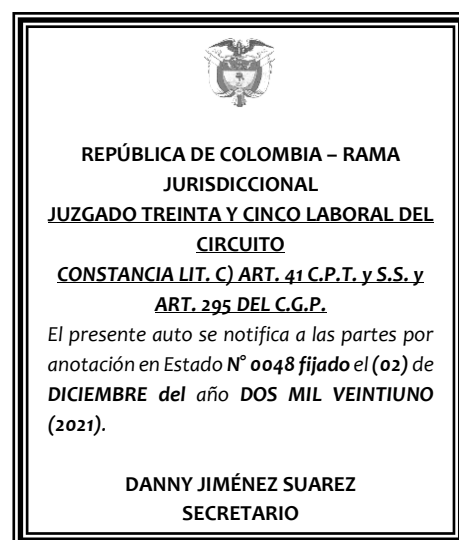 REPÚBLICA DE COLOMBIA – RAMA
JURISDICCIONAL
JUZGADO TREINTA Y CINCO LABORAL DEL
CIRCUITO
CONSTANCIA LIT. C) ART. 41 C.P.T. y S.S. y
ART. 295 DEL C.G.P.
El presente auto se notifica a las partes por
anotación en Estado N° 0048 fijado el (02) de
DICIEMBRE del año DOS MIL VEINTIUNO
(2021).
DANNY JIMÉNEZ SUAREZ
SECRETARIO